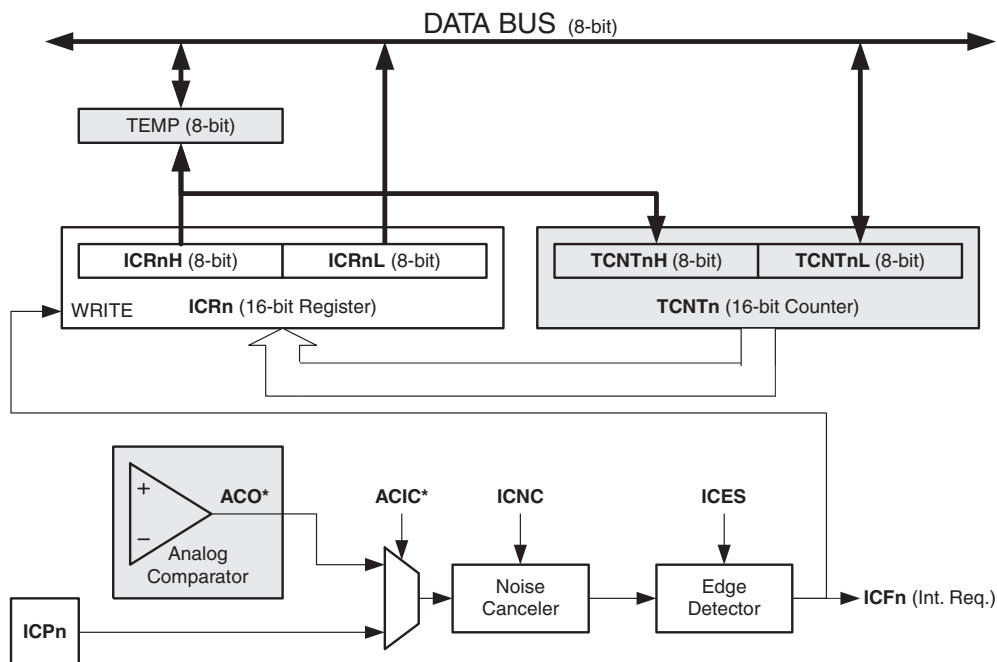 DATA BUS (8-bit)
TEMP (8-bit)
ICRnH (8-bit)
ICRnL (8-bit)
TCNTnH (8-bit)
TCNTnL (8-bit)
WRITE
ICRn (16-bit Register)
TCNTn (16-bit Counter)
+
−
ACO*
Analog
Comparator
ACIC*
ICNC
ICES
Noise
Canceler
Edge
Detector
ICFn (Int. Req.)
ICPn